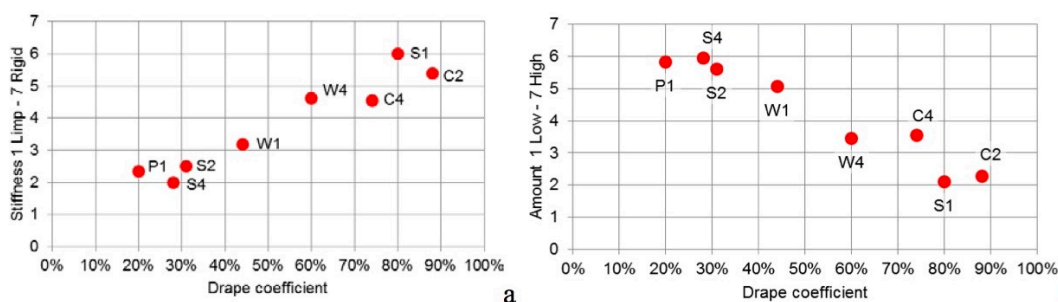 Stiffness 1 Limp - 7 Rigid
7
6
5
4
3
2
1
0
S1
C2
W4
C4
W1
P1
S2
S4
0% 10% 20% 30% 40% 50% 60% 70% 80% 90% 100%
Drape coefficient
a
Amount 1 Low - 7 High
7
6
5
4
3
2
1
0
S4
P1
S2
W1
C4
W4
C2
S1
0% 10% 20% 30% 40% 50% 60% 70% 80% 90% 100%
Drape coefficient